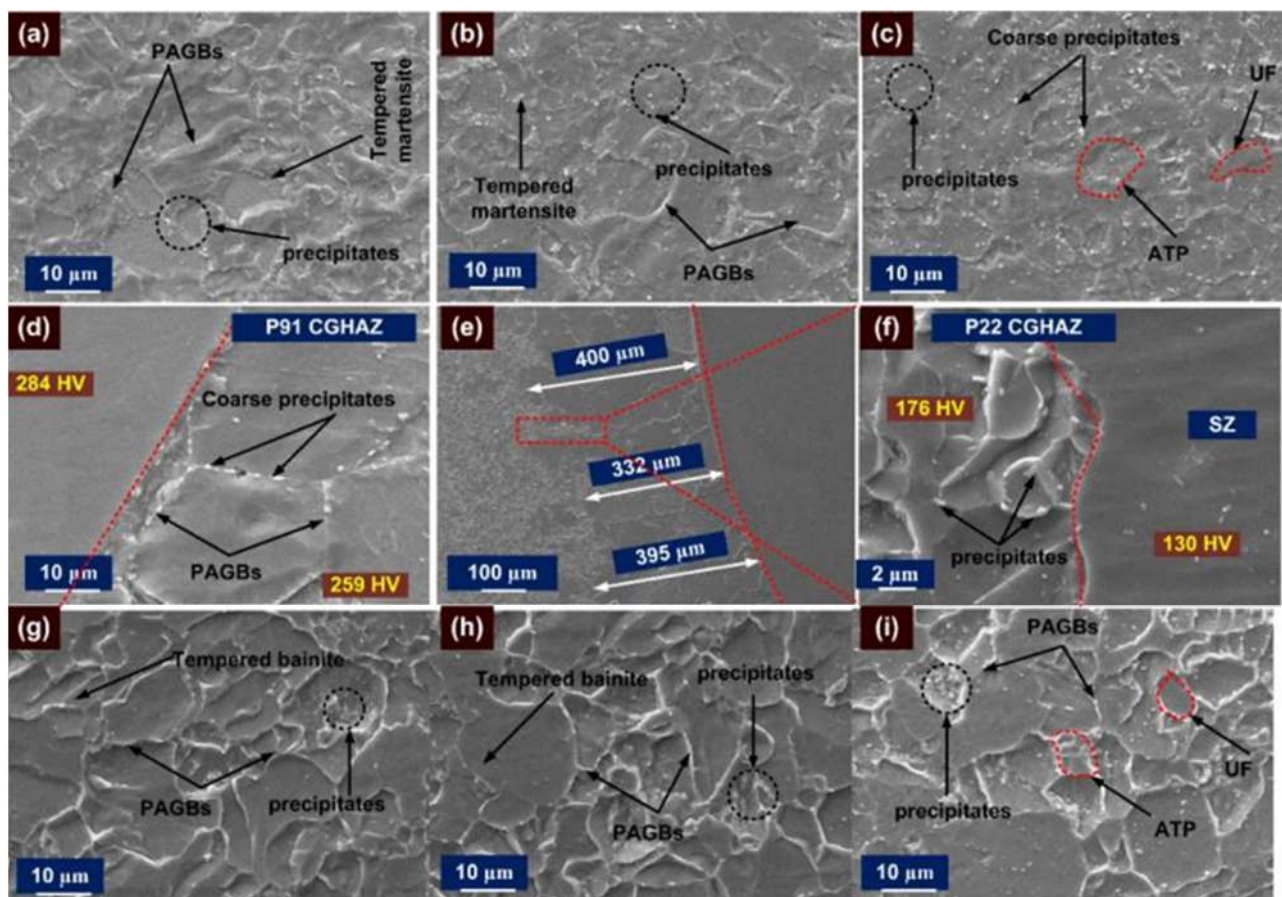 (a)
PAGBs
Tempered
martensite
precipitates
10 µm
(b)
precipitates
Tempered
martensite
PAGBs
10 µm
(c)
Coarse precipitates
UF
precipitates
ATP
10 µm
(d)
P91 CGHAZ
284 HV
Coarse precipitates
PAGBs
10 µm
259 HV
(e)
400 µm
332 µm
395 µm
100 µm
(f)
P22 CGHAZ
176 HV
SZ
precipitates
130 HV
2 µm
(g)
Tempered bainite
PAGBs
precipitates
10 µm
(h)
Tempered bainite
precipitates
PAGBs
10 µm
(i)
PAGBs
precipitates
UF
ATP
10 µm